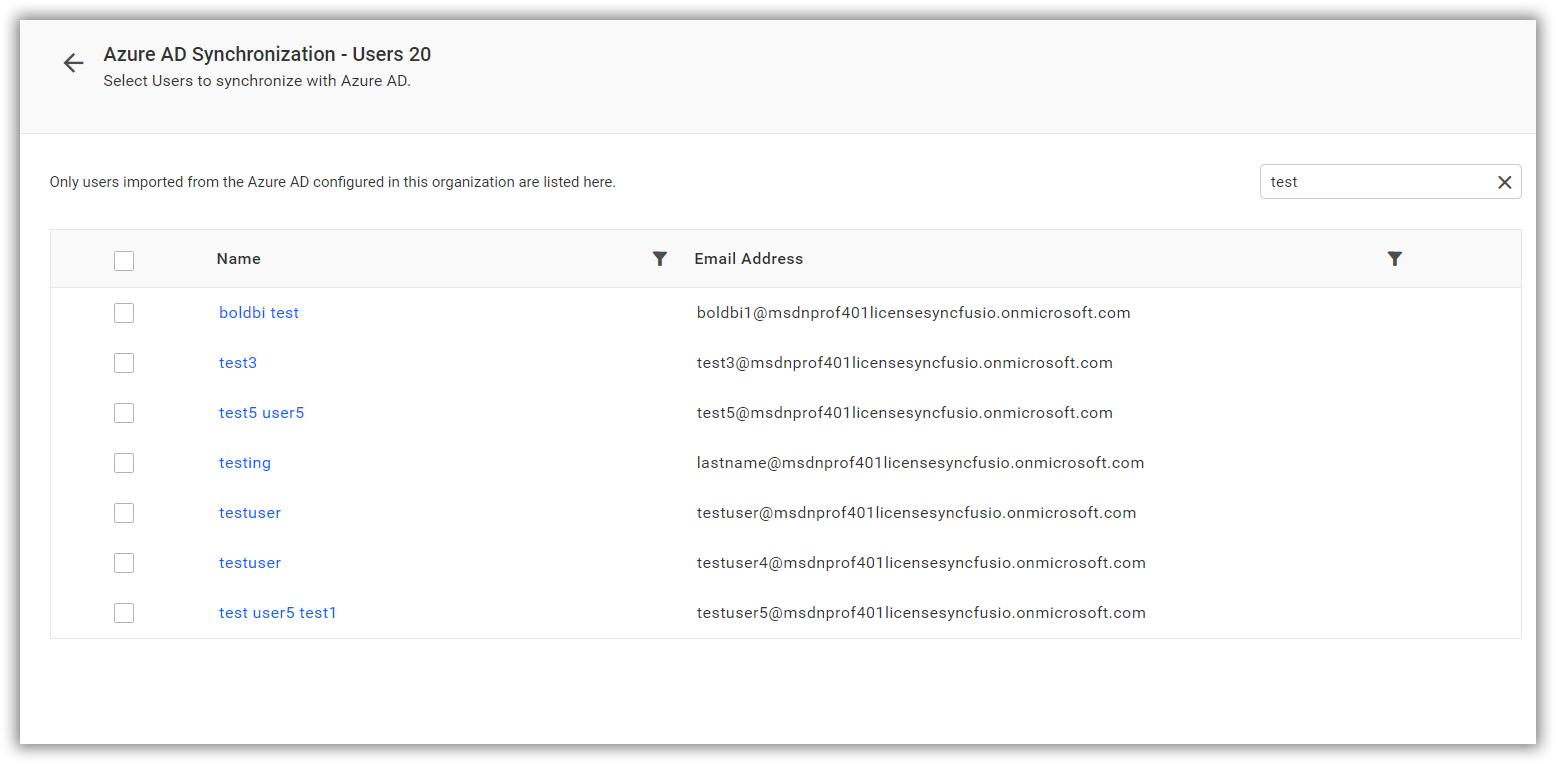 Azure AD Synchronization - Users 20
Select Users to synchronize with Azure AD.
Only users imported from the Azure AD configured in this organization are listed here.
test
Name Email Address
boldbi test boldbi1@msdnprof401licensesyncfusio.onmicrosoft.com
test3 test3@msdnprof401licensesyncfusio.onmicrosoft.com
test5 user5 test5@msdnprof401licensesyncfusio.onmicrosoft.com
testing lastname@msdnprof401licensesyncfusio.onmicrosoft.com
testuser testuser@msdnprof401licensesyncfusio.onmicrosoft.com
testuser testuser4@msdnprof401licensesyncfusio.onmicrosoft.com
test user5 test1 testuser5@msdnprof401licensesyncfusio.onmicrosoft.com